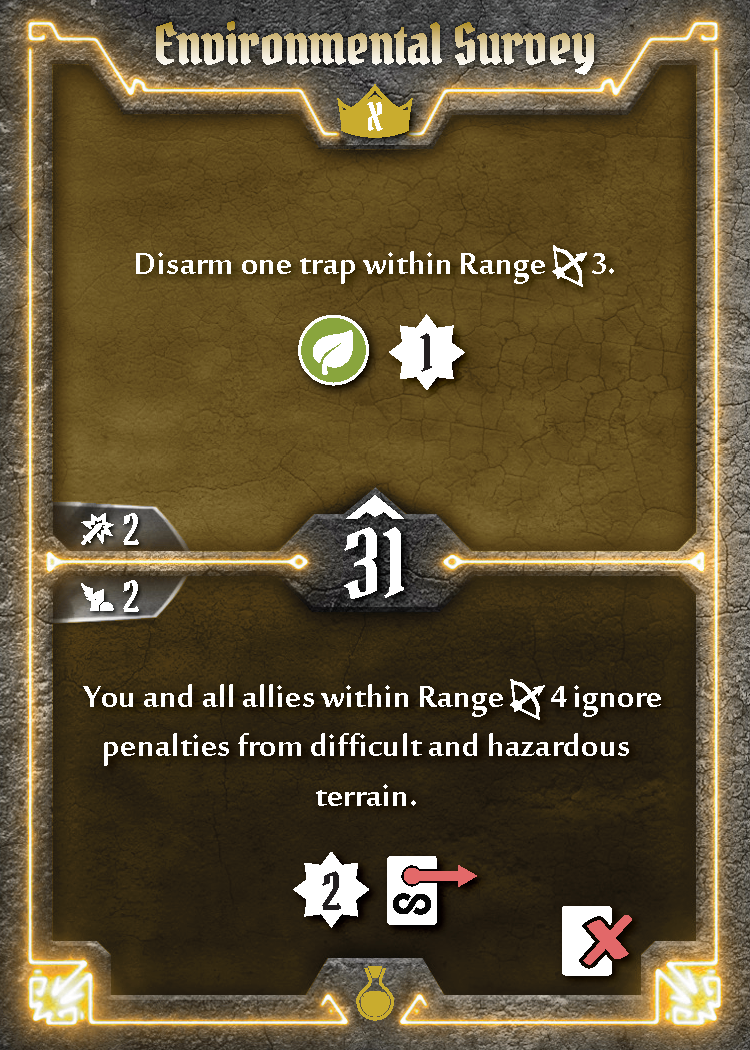 Environmental Survey
X
Disarm one trap within Range 3.
1
2
31
2
You and all allies within Range 4 ignore
penalties from difficult and hazardous
terrain.
2 S